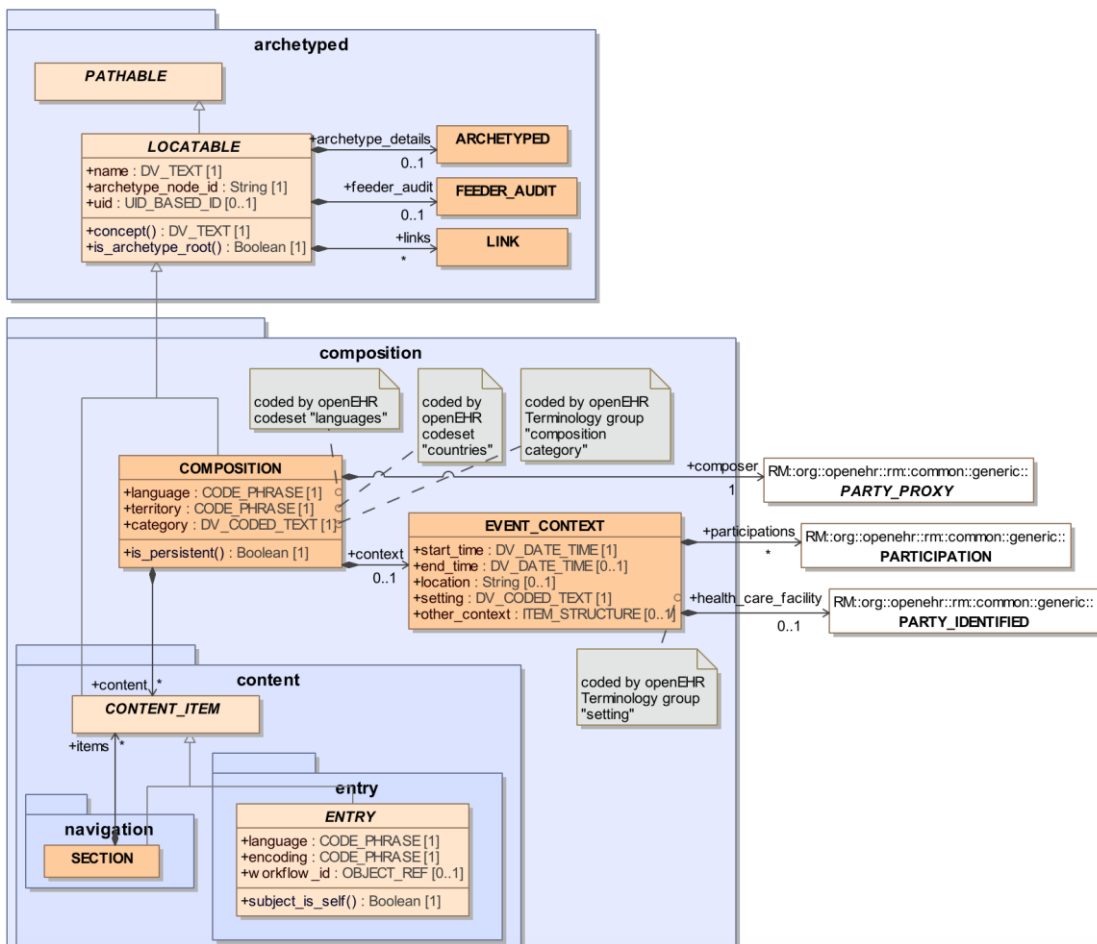 archetyped
PATHABLE
LOCATABLE
+name : DV_TEXT [1]
+archetype_node_id : String [1]
+uid : UID_BASED_ID [0..1]
+concept() : DV_TEXT [1]
+is_archetype_root() : Boolean [1]
+archetype_details
0..1
ARCHETYPED
+feeder_audit
0..1
FEEDER_AUDIT
+links
*
LINK
composition
coded by openEHR
codeset "languages"
coded by
openEHR
codeset
"countries"
coded by openEHR
Terminology group
"composition
category"
COMPOSITION
+language : CODE_PHRASE [1]
+territory : CODE_PHRASE [1]
+category : DV_CODED_TEXT [1]
+is_persistent() : Boolean [1]
+composer
1
RM::org::openehr::rm::common::generic::
PARTY_PROXY
+context
0..1
EVENT_CONTEXT
+start_time : DV_DATE_TIME [1]
+end_time : DV_DATE_TIME [0..1]
+location : String [0..1]
+setting : DV_CODED_TEXT [1]
+other_context : ITEM_STRUCTURE [0..1]
+participations
*
RM::org::openehr::rm::common::generic::
PARTICIPATION
+health_care_facility
0..1
RM::org::openehr::rm::common::generic::
PARTY_IDENTIFIED
coded by openEHR
Terminology group
"setting"
content
+content
*
CONTENT_ITEM
+items
*
entry
navigation
SECTION
ENTRY
+language : CODE_PHRASE [1]
+encoding : CODE_PHRASE [1]
+workflow_id : OBJECT_REF [0..1]
+subject_is_self() : Boolean [1]